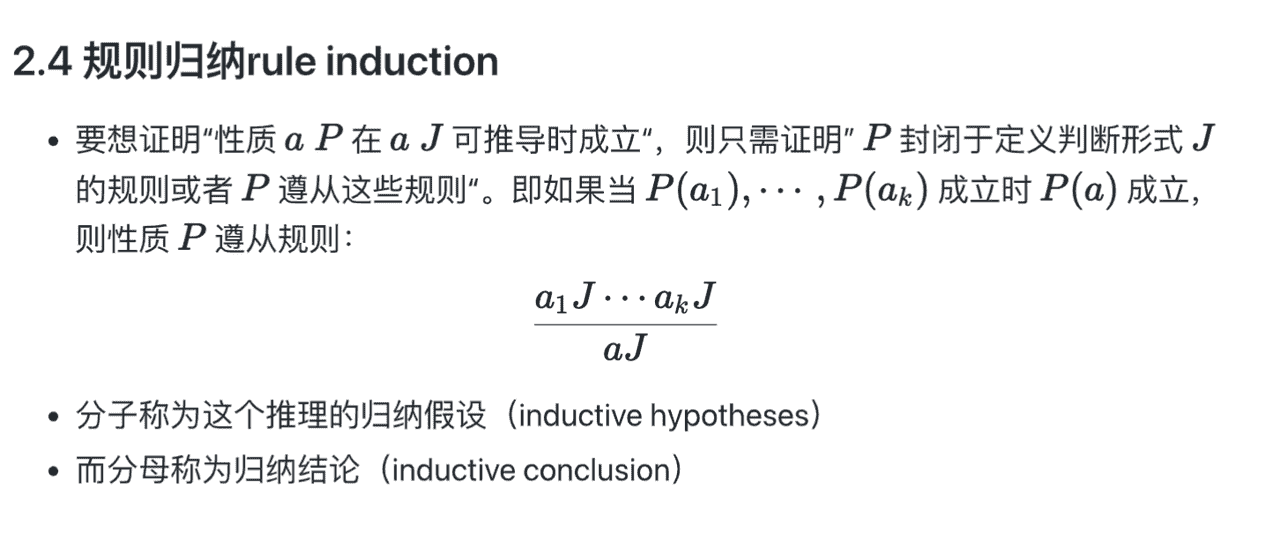 2.4 规则归纳rule induction
• 要想证明“性质 a P 在 a J 可推导时成立“，则只需证明” P 封闭于定义判断形式 J
的规则或者 P 遵从这些规则“。即如果当 P(a₁), ⋯ , P(aₖ) 成立时 P(a) 成立，
则性质 P 遵从规则：
a₁J ⋯ aₖJ
aJ
• 分子称为这个推理的归纳假设（inductive hypotheses）
• 而分母称为归纳结论（inductive conclusion）